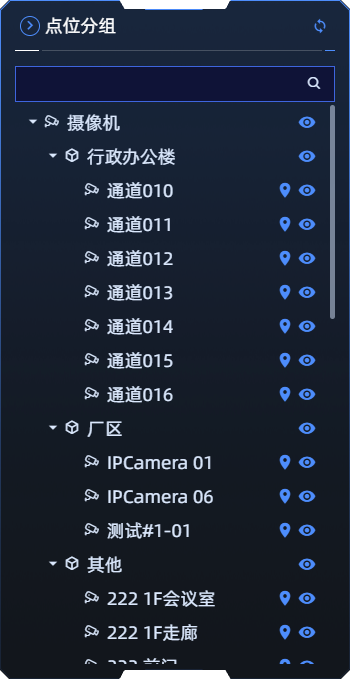 点位分组
摄像机
行政办公楼
通道010
通道011
通道012
通道013
通道014
通道015
通道016
厂区
IPCamera 01
IPCamera 06
测试#1-01
其他
222 1F会议室
222 1F走廊